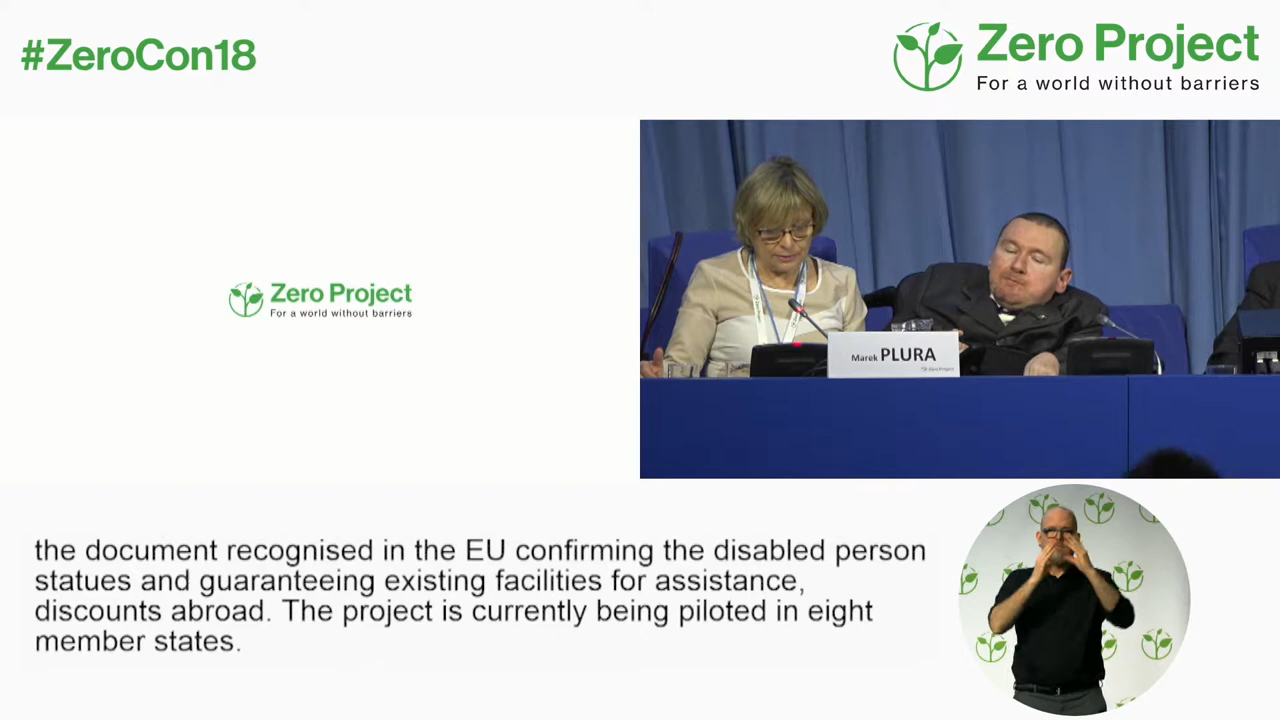 #ZeroCon18
Zero Project
For a world without barriers
Zero Project
For a world without barriers
Marek PLURA
the document recognised in the EU confirming the disabled person
statues and guaranteeing existing facilities for assistance,
discounts abroad. The project is currently being piloted in eight
member states.